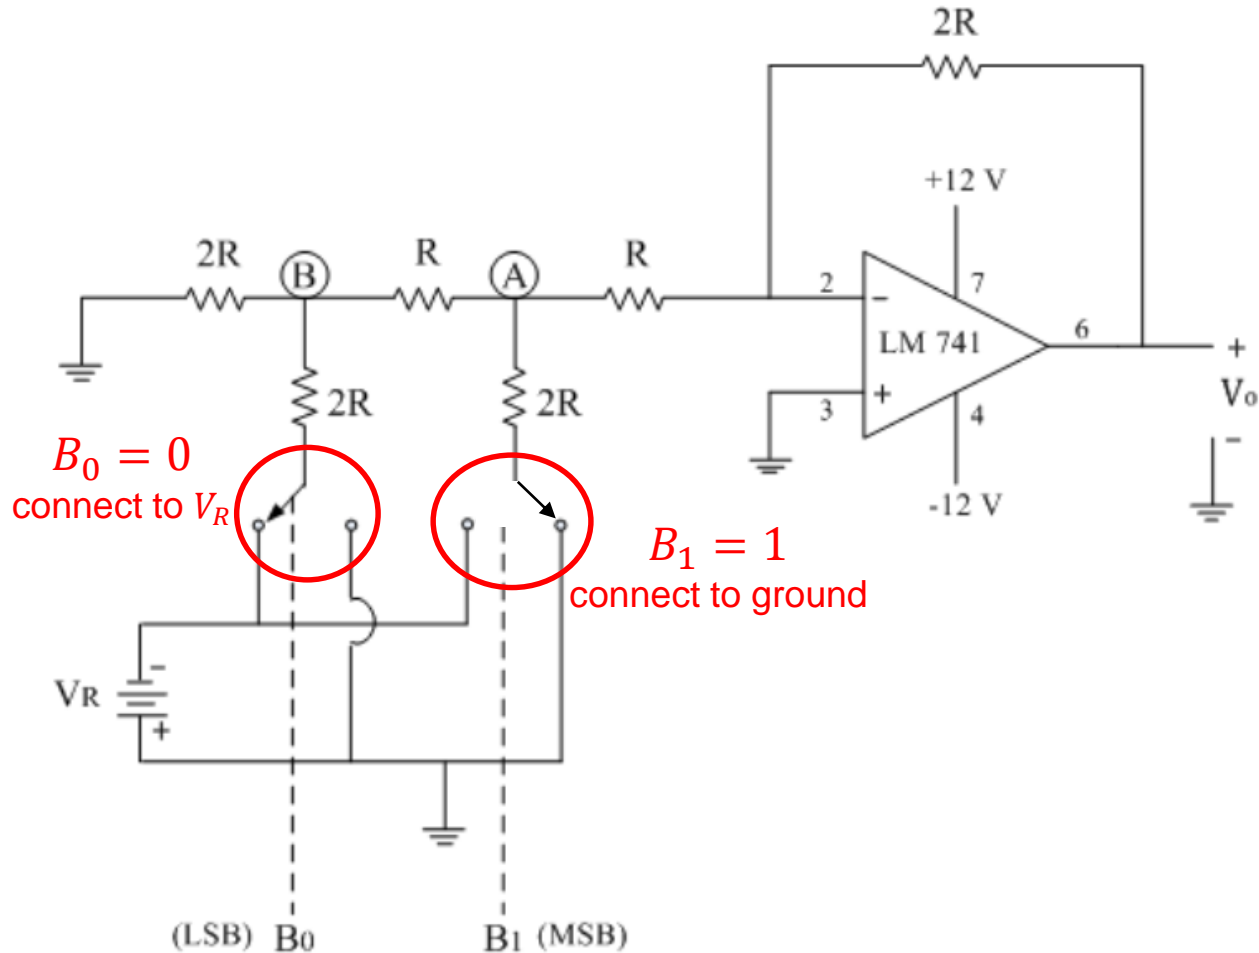 2R
+12 V
2R
B
R
A
R
2
7
−
LM 741
6
+
Vo
-
3
+
4
-12 V
2R
2R
B₀ = 0
connect to V_R
B₁ = 1
connect to ground
VR
-
+
(LSB) B0
B1 (MSB)